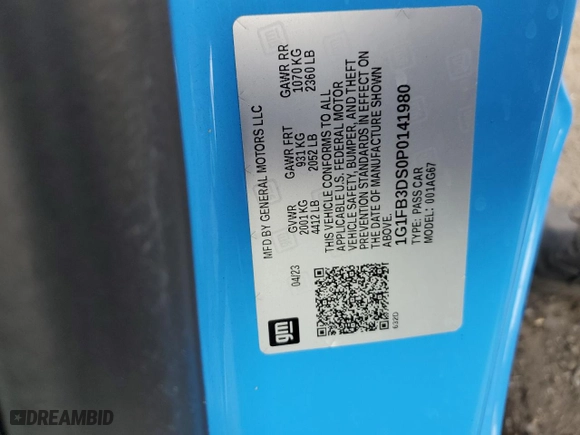 MFD BY GENERAL MOTORS LLC
04/23
GVWR
2001 KG
4412 LB
GAWR FRT
931 KG
2052 LB
GAWR RR
1070 KG
2360 LB
THIS VEHICLE CONFORMS TO ALL
APPLICABLE U.S. FEDERAL MOTOR
VEHICLE SAFETY, BUMPER, AND THEFT
PREVENTION STANDARDS IN EFFECT ON
THE DATE OF MANUFACTURE SHOWN
ABOVE.
1G1FB3DS0P0141980
TYPE: PASS CAR
MODEL: 001AG67
gm
DREAMBID